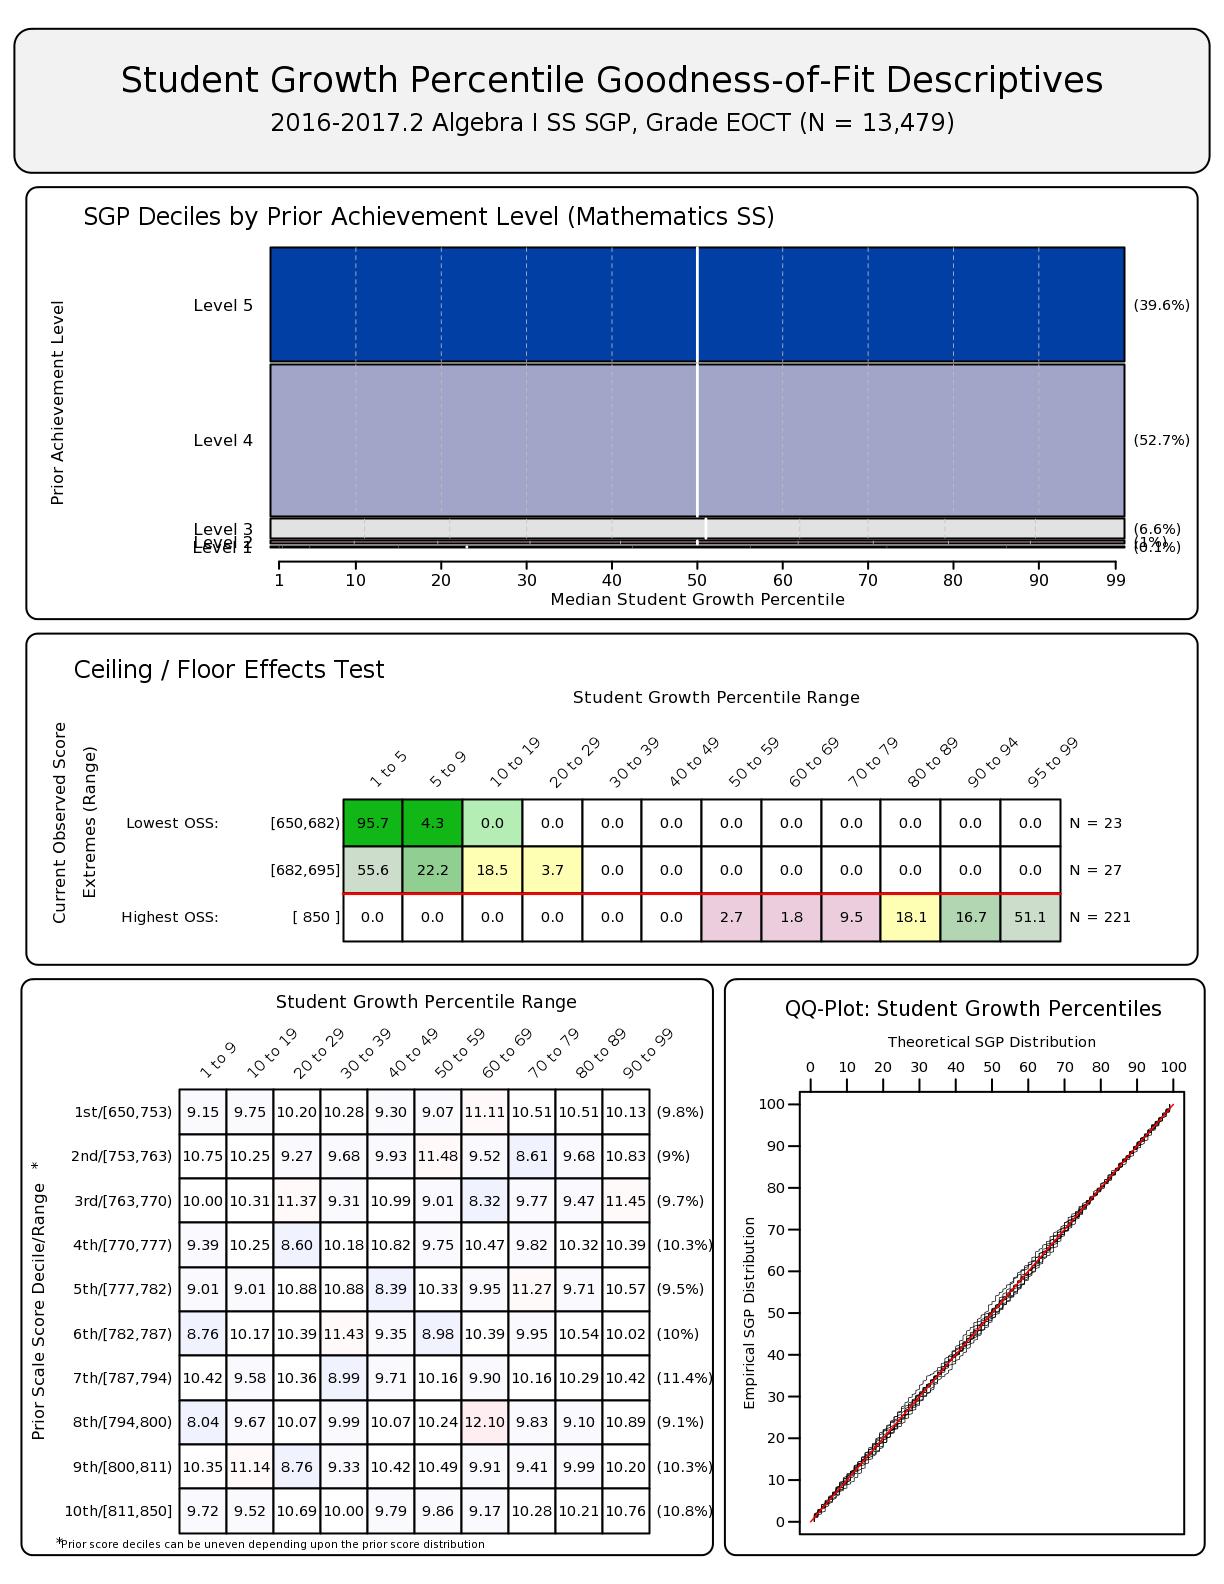 Student Growth Percentile Goodness-of-Fit Descriptives
2016-2017.2 Algebra I SS SGP, Grade EOCT (N = 13,479)
SGP Deciles by Prior Achievement Level (Mathematics SS)
Prior Achievement Level
Level 5 (39.6%)
Level 4 (52.7%)
Level 3 (6.6%)
Level 2 (1%)
Level 1 (0.1%)
1 10 20 30 40 50 60 70 80 90 99
Median Student Growth Percentile
Ceiling / Floor Effects Test
Student Growth Percentile Range
Current Observed Score
Extremes (Range)
1 to 5 5 to 9 10 to 19 20 to 29 30 to 39 40 to 49 50 to 59 60 to 69 70 to 79 80 to 89 90 to 94 95 to 99
Lowest OSS: [650,682] 95.7 4.3 0.0 0.0 0.0 0.0 0.0 0.0 0.0 0.0 0.0 0.0 N = 23
[682,695] 55.6 22.2 18.5 3.7 0.0 0.0 0.0 0.0 0.0 0.0 0.0 0.0 N = 27
Highest OSS: [ 850 ] 0.0 0.0 0.0 0.0 0.0 0.0 2.7 1.8 9.5 18.1 16.7 51.1 N = 221
Student Growth Percentile Range
1 to 9 10 to 19 20 to 29 30 to 39 40 to 49 50 to 59 60 to 69 70 to 79 80 to 89 90 to 99
Prior Scale Score Decile/Range *
1st/[650,753) 9.15 9.75 10.20 10.28 9.30 9.07 11.11 10.51 10.51 10.13 (9.8%)
2nd/[753,763) 10.75 10.25 9.27 9.68 9.93 11.48 9.52 8.61 9.68 10.83 (9%)
3rd/[763,770) 10.00 10.31 11.37 9.31 10.99 9.01 8.32 9.77 9.47 11.45 (9.7%)
4th/[770,777) 9.39 10.25 8.60 10.18 10.82 9.75 10.47 9.82 10.32 10.39 (10.3%)
5th/[777,782) 9.01 9.01 10.88 10.88 8.39 10.33 9.95 11.27 9.71 10.57 (9.5%)
6th/[782,787) 8.76 10.17 10.39 11.43 9.35 8.98 10.39 9.95 10.54 10.02 (10%)
7th/[787,794) 10.42 9.58 10.36 8.99 9.71 10.16 9.90 10.16 10.29 10.42 (11.4%)
8th/[794,800) 8.04 9.67 10.07 9.99 10.07 10.24 12.10 9.83 9.10 10.89 (9.1%)
9th/[800,811) 10.35 11.14 8.76 9.33 10.42 10.49 9.91 9.41 9.99 10.20 (10.3%)
10th/[811,850] 9.72 9.52 10.69 10.00 9.79 9.86 9.17 10.28 10.21 10.76 (10.8%)
*Prior score deciles can be uneven depending upon the prior score distribution
QQ-Plot: Student Growth Percentiles
Theoretical SGP Distribution
0 10 20 30 40 50 60 70 80 90 100
Empirical SGP Distribution
100
90
80
70
60
50
40
30
20
10
0